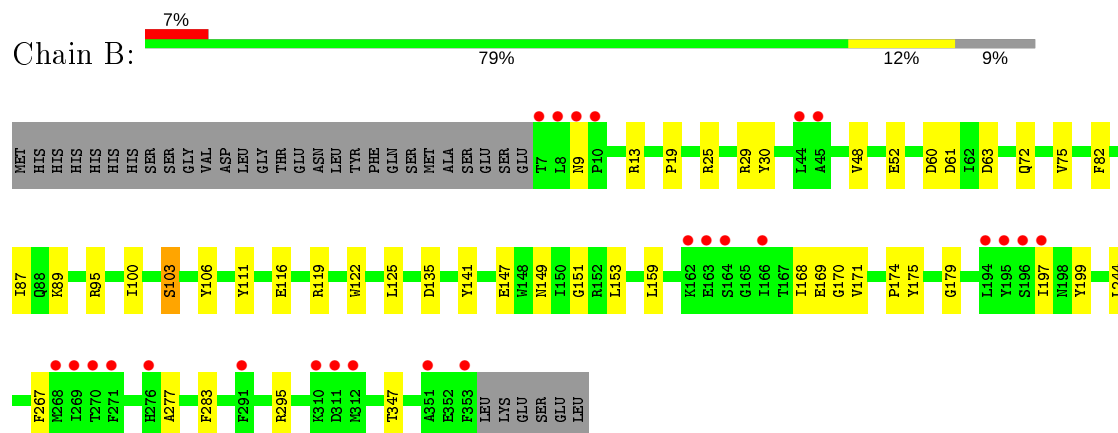 7%
Chain B:
79% 12% 9%
MET HIS HIS HIS HIS HIS HIS SER SER GLY VAL ASP LEU GLY THR GLU ASN LEU TYR PHE GLN SER MET ALA SER GLU SER GLU T7 L8 N9 P10 R13 P19 R25 R29 Y30 L44 A45 V48 E52 D60 D61 I62 D63 Q72 V75 F82
I87 Q88 K89 R95 I100 S103 Y106 Y111 E116 R119 W122 L125 D135 Y141 E147 W148 N149 I150 G151 R152 L153 L159 K162 E163 S164 G165 I166 T167 I168 E169 G170 V171 P174 Y175 G179 L194 Y195 S196 I197 N198 Y199
F267 M268 I269 T270 F271 H276 A277 F283 F291 R295 K310 D311 M312 T347 A351 E352 F353 LEU LYS GLU SER GLU LEU